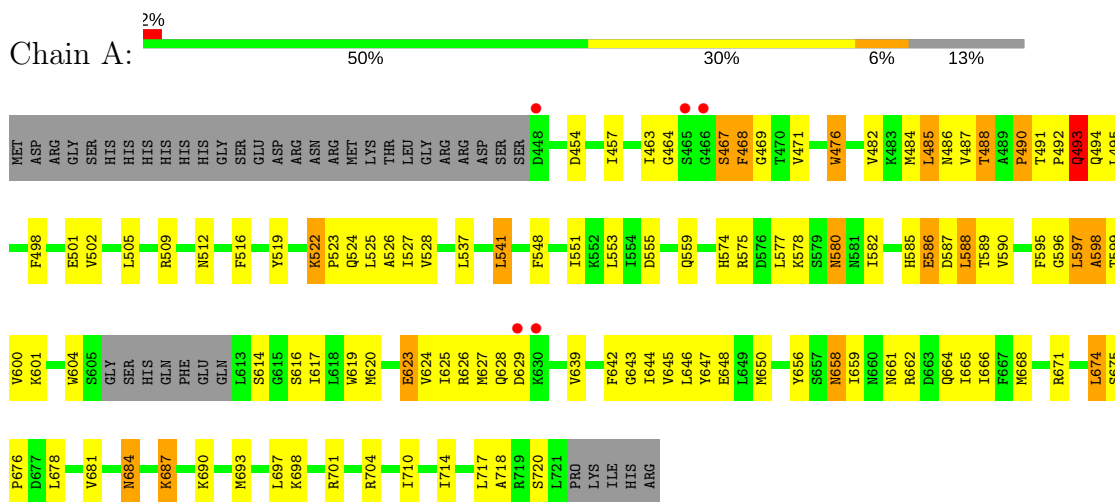 2%
Chain A:
50% 30% 6% 13%
MET ASP ARG GLY SER HIS HIS HIS HIS HIS HIS GLY SER GLU ASP ARG ASN ARG MET LYS THR LEU GLY ARG ARG ASP SER SER D448 D454 I457 I463 G464 S465 G466 S467 F468 G469 T470 V471 W476 V482 K483 M484 L485 N486 V487 T488 A489 P490 T491 P492 Q493 Q494 L495
F498 E501 V502 L505 R509 N512 F516 Y519 K522 P523 Q524 L525 A526 I527 V528 L537 L541 F548 I551 K552 L553 I554 D555 Q559 H574 R575 D576 L577 K578 S579 N580 N581 I582 H585 E586 D587 L588 T589 V590 F595 G596 L597 A598 T599
V600 K601 W604 S605 GLY SER HIS GLN PHE GLU GLN L613 S614 G615 S616 I617 L618 W619 M620 E623 V624 I625 R626 M627 Q628 D629 K630 V639 F642 G643 I644 V645 L646 Y647 E648 L649 M650 Y656 S657 N658 I659 N660 N661 R662 D663 Q664 I665 I666 F667 M668 R671 L674 S675
P676 D677 L678 V681 N684 K687 K690 M693 L697 K698 R701 R704 I710 I714 L717 A718 R719 S720 L721 PRO LYS ILE HIS ARG